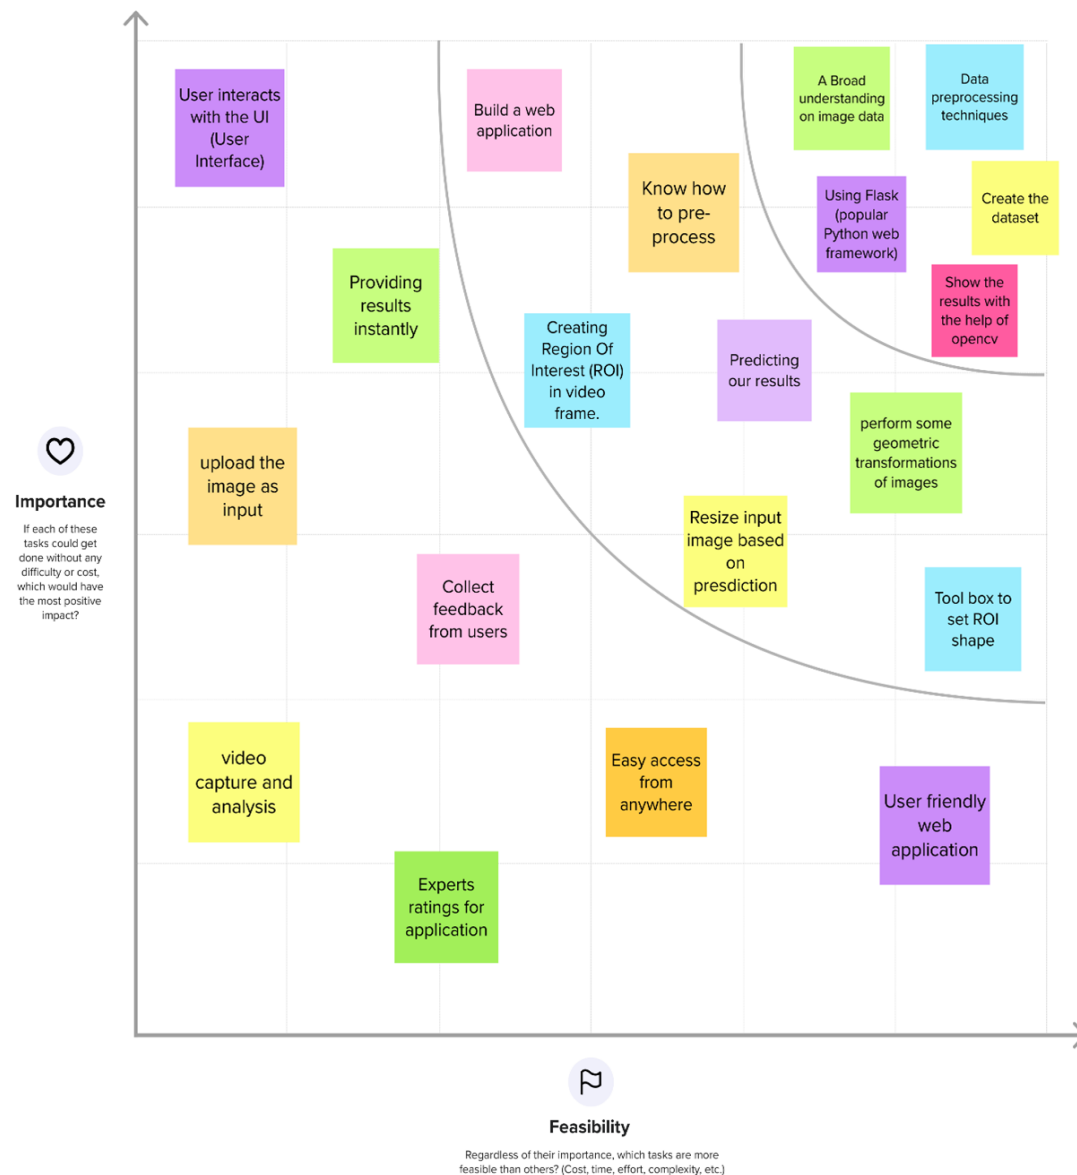 User interacts
with the UI
(User
Interface)
Build a web
application
A Broad
understanding
on image data
Data
preprocessing
techniques
Know how
to pre-
process
Using Flask
(popular
Python web
framework)
Create the
dataset
Providing
results
instantly
Show the
results with
the help of
opencv
Creating
Region Of
Interest (ROI)
in video
frame.
Predicting
our results
perform some
geometric
transformations
of images
upload the
image as
input
Importance
If each of these
tasks could get
done without any
difficulty or cost,
which would have
the most positive
impact?
Resize input
image based
on
presdiction
Collect
feedback
from users
Tool box to
set ROI
shape
video
capture and
analysis
Easy access
from
anywhere
User friendly
web
application
Experts
ratings for
application
Feasibility
Regardless of their importance, which tasks are more
feasible than others? (Cost, time, effort, complexity, etc.)